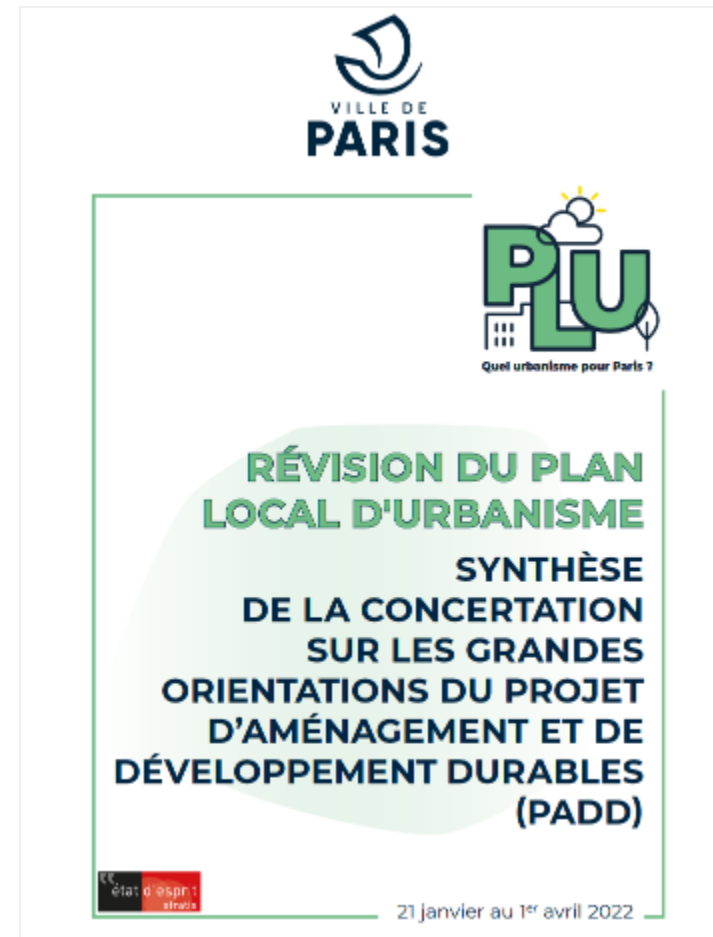 VILLE DE
PARIS
PLU
Quel urbanisme pour Paris ?
RÉVISION DU PLAN
LOCAL D'URBANISME
SYNTHÈSE
DE LA CONCERTATION
SUR LES GRANDES
ORIENTATIONS DU PROJET
D’AMÉNAGEMENT ET DE
DÉVELOPPEMENT DURABLES
(PADD)
état d'esprit
stratis
21 janvier au 1er avril 2022